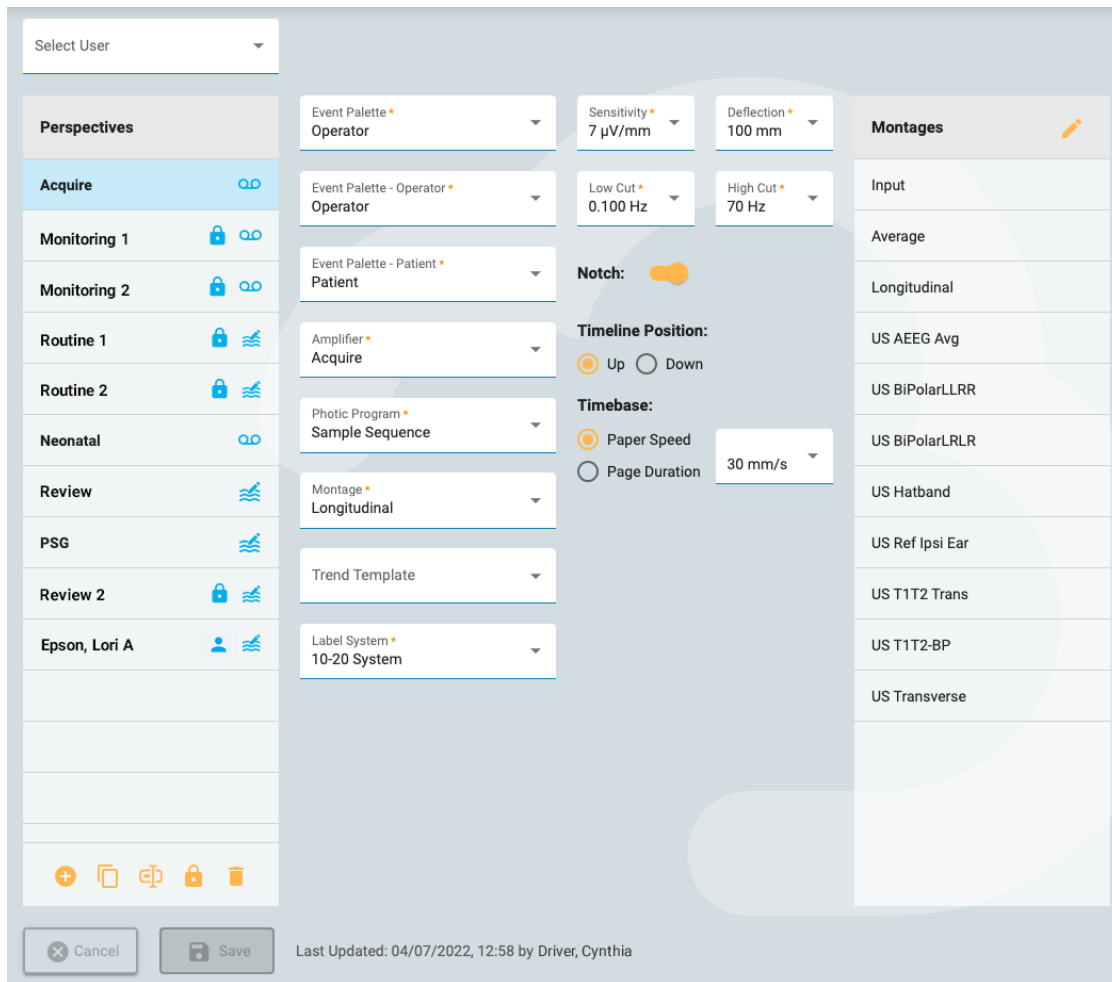 Select User
Perspectives
Acquire
Monitoring 1
Monitoring 2
Routine 1
Routine 2
Neonatal
Review
PSG
Review 2
Epson, Lori A
Event Palette *
Operator
Event Palette - Operator *
Operator
Event Palette - Patient *
Patient
Amplifier *
Acquire
Photic Program *
Sample Sequence
Montage *
Longitudinal
Trend Template
Label System *
10-20 System
Sensitivity *
7 µV/mm
Deflection *
100 mm
Low Cut *
0.100 Hz
High Cut *
70 Hz
Notch:
Timeline Position:
Up Down
Timebase:
Paper Speed
Page Duration
30 mm/s
Montages
Input
Average
Longitudinal
US AEEG Avg
US BiPolarLLRR
US BiPolarLRLR
US Hatband
US Ref Ipsi Ear
US T1T2 Trans
US T1T2-BP
US Transverse
Cancel
Save
Last Updated: 04/07/2022, 12:58 by Driver, Cynthia